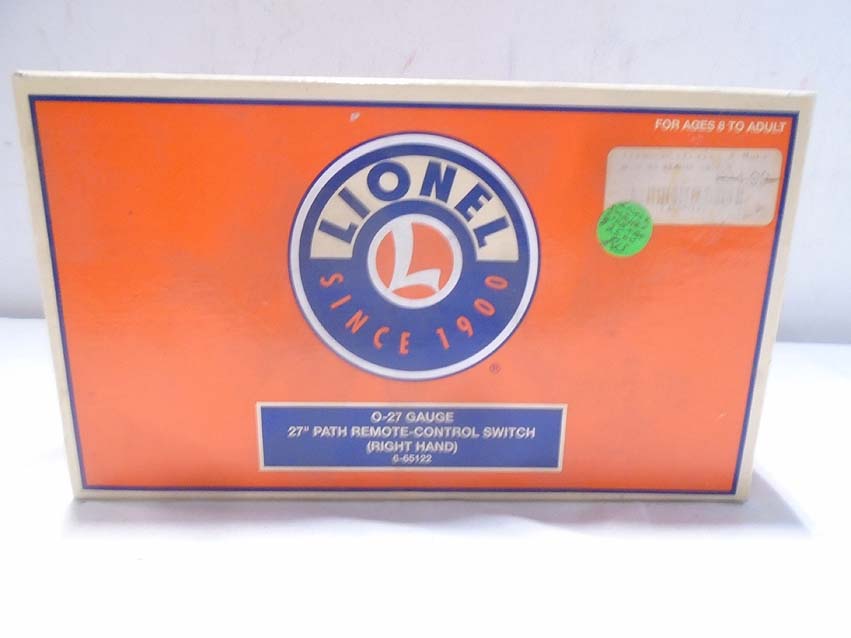 FOR AGES 8 TO ADULT
LIONEL
L
SINCE 1900
®
O-27 GAUGE
27" PATH REMOTE-CONTROL SWITCH
(RIGHT HAND)
6-65122